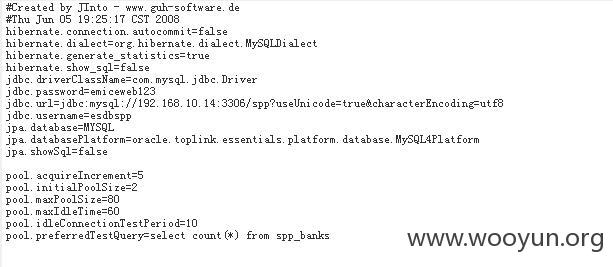 #Created by JInto - www.guh-software.de
#Thu Jun 05 19:25:17 CST 2008
hibernate.connection.autocommit=false
hibernate.dialect=org.hibernate.dialect.MySQLDialect
hibernate.generate_statistics=true
hibernate.show_sql=false
jdbc.driverClassName=com.mysql.jdbc.Driver
jdbc.password=emiceweb123
jdbc.url=jdbc:mysql://192.168.10.14:3306/spp?useUnicode=true&characterEncoding=utf8
jdbc.username=esdbspp
jpa.database=MYSQL
jpa.databasePlatform=oracle.toplink.essentials.platform.database.MySQL4Platform
jpa.showSql=false
pool.acquireIncrement=5
pool.initialPoolSize=2
pool.maxPoolSize=80
pool.maxIdleTime=60
pool.idleConnectionTestPeriod=10
pool.preferredTestQuery=select count(*) from spp_banks
www.wooyun.org